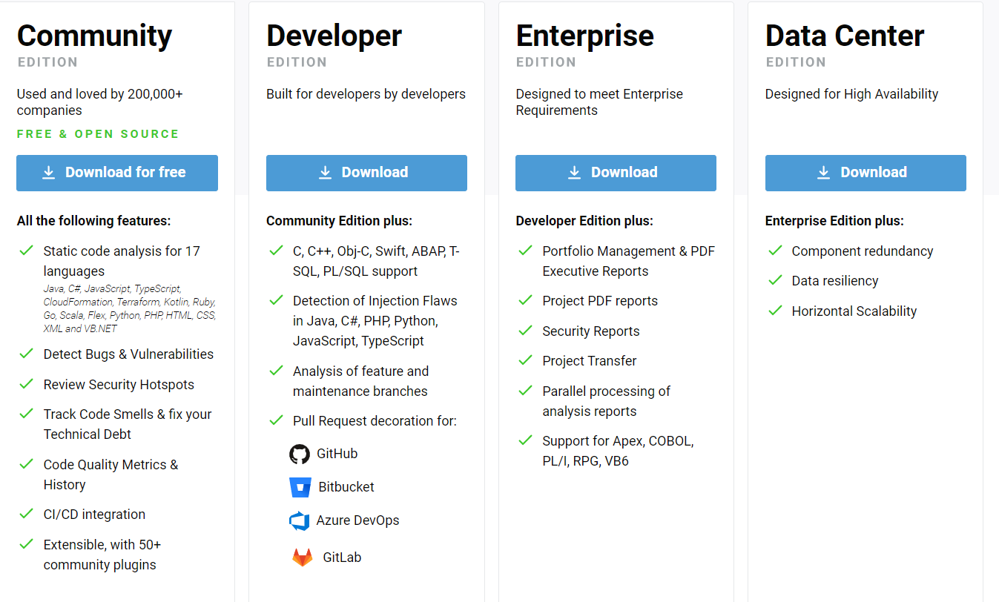 Community
EDITION
Used and loved by 200,000+
companies
FREE & OPEN SOURCE
Download for free
All the following features:
Static code analysis for 17
languages
Java, C#, JavaScript, TypeScript,
CloudFormation, Terraform, Kotlin, Ruby,
Go, Scala, Flex, Python, PHP, HTML, CSS,
XML and VB.NET
Detect Bugs & Vulnerabilities
Review Security Hotspots
Track Code Smells & fix your
Technical Debt
Code Quality Metrics &
History
CI/CD integration
Extensible, with 50+
community plugins
Developer
EDITION
Built for developers by developers
Download
Community Edition plus:
C, C++, Obj-C, Swift, ABAP, T-
SQL, PL/SQL support
Detection of Injection Flaws
in Java, C#, PHP, Python,
JavaScript, TypeScript
Analysis of feature and
maintenance branches
Pull Request decoration for:
GitHub
Bitbucket
Azure DevOps
GitLab
Enterprise
EDITION
Designed to meet Enterprise
Requirements
Download
Developer Edition plus:
Portfolio Management & PDF
Executive Reports
Project PDF reports
Security Reports
Project Transfer
Parallel processing of
analysis reports
Support for Apex, COBOL,
PL/I, RPG, VB6
Data Center
EDITION
Designed for High Availability
Download
Enterprise Edition plus:
Component redundancy
Data resiliency
Horizontal Scalability